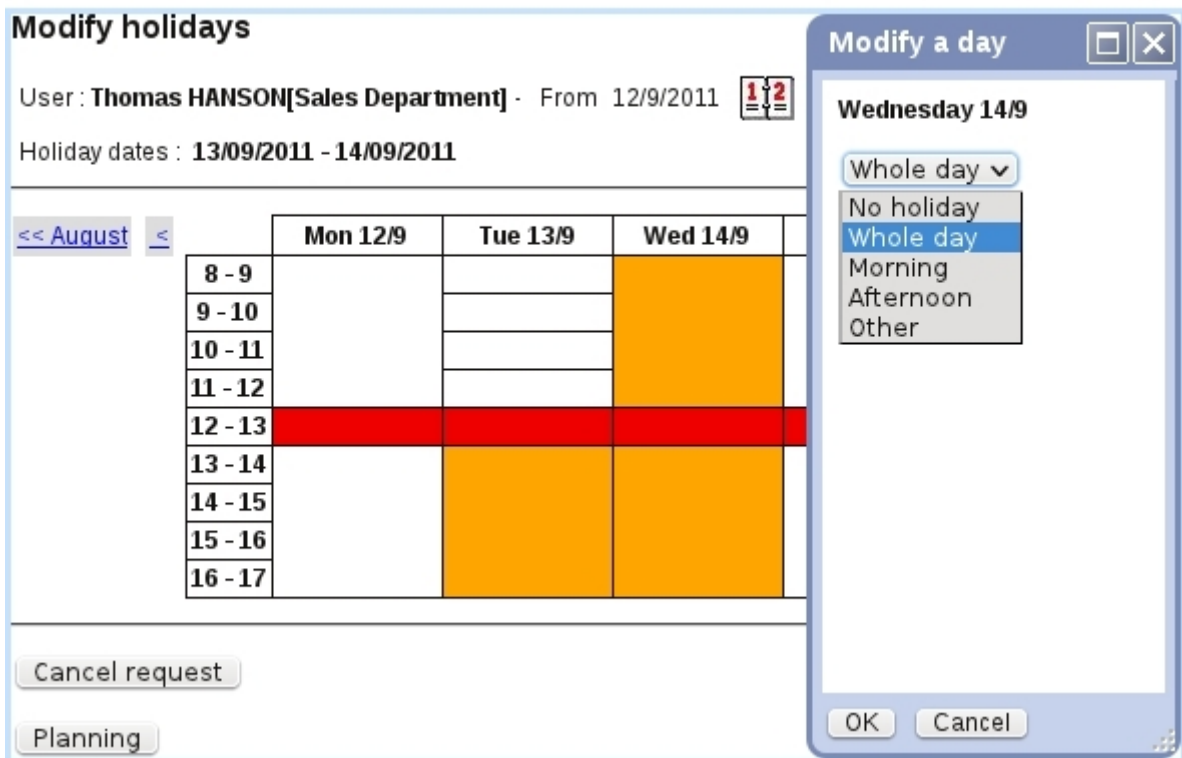 Modify holidays
User : Thomas HANSON[Sales Department] - From 12/9/2011 1 2
Holiday dates : 13/09/2011 - 14/09/2011
<< August <
Mon 12/9 Tue 13/9 Wed 14/9
8 - 9
9 - 10
10 - 11
11 - 12
12 - 13
13 - 14
14 - 15
15 - 16
16 - 17
Cancel request
Planning
Modify a day
Wednesday 14/9
Whole day
No holiday
Whole day
Morning
Afternoon
Other
OK Cancel